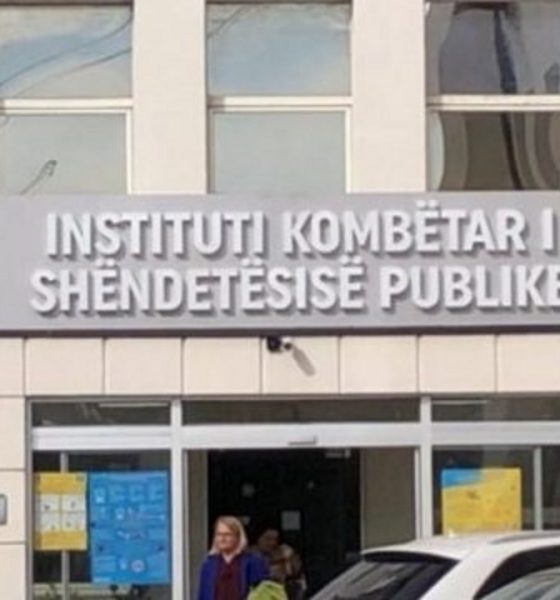 INSTITUTI KOMBËTAR I
SHËNDETËSISË PUBLIKE